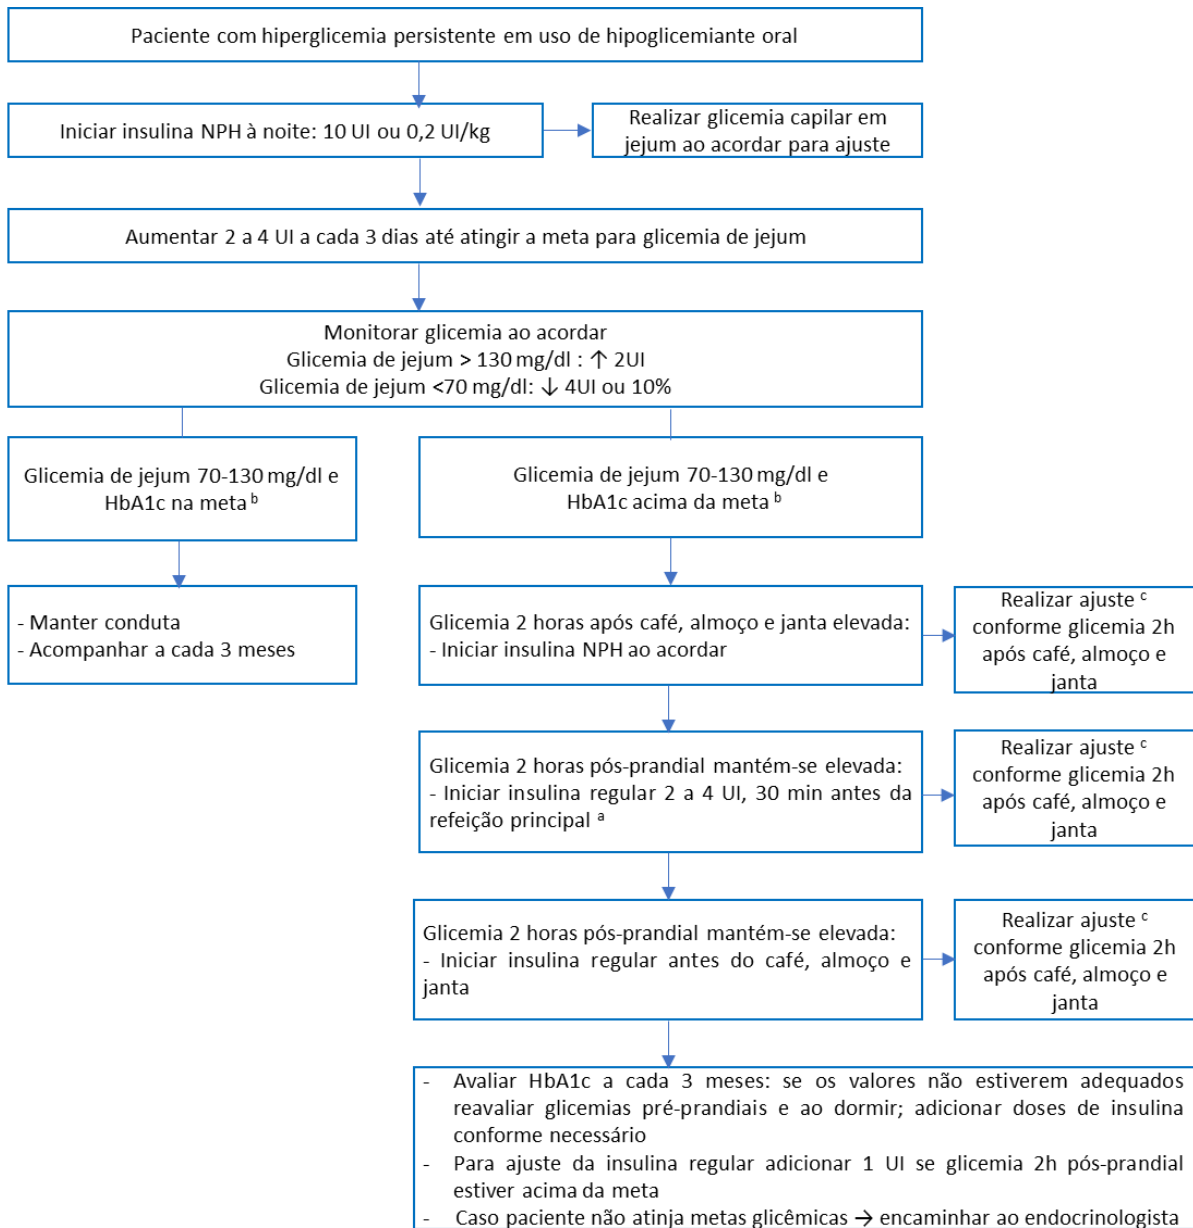 Paciente com hiperglicemia persistente em uso de hipoglicemiante oral
Iniciar insulina NPH à noite: 10 UI ou 0,2 UI/kg
Realizar glicemia capilar em
jejum ao acordar para ajuste
Aumentar 2 a 4 UI a cada 3 dias até atingir a meta para glicemia de jejum
Monitorar glicemia ao acordar
Glicemia de jejum > 130 mg/dl : ↑ 2UI
Glicemia de jejum <70 mg/dl: ↓ 4UI ou 10%
Glicemia de jejum 70-130 mg/dl e
HbA1c na meta ᵇ
Glicemia de jejum 70-130 mg/dl e
HbA1c acima da meta ᵇ
- Manter conduta
- Acompanhar a cada 3 meses
Glicemia 2 horas após café, almoço e janta elevada:
- Iniciar insulina NPH ao acordar
Realizar ajuste ᶜ
conforme glicemia 2h
após café, almoço e
janta
Glicemia 2 horas pós-prandial mantém-se elevada:
- Iniciar insulina regular 2 a 4 UI, 30 min antes da
refeição principal ᵃ
Realizar ajuste ᶜ
conforme glicemia 2h
após café, almoço e
janta
Glicemia 2 horas pós-prandial mantém-se elevada:
- Iniciar insulina regular antes do café, almoço e
janta
Realizar ajuste ᶜ
conforme glicemia 2h
após café, almoço e
janta
- Avaliar HbA1c a cada 3 meses: se os valores não estiverem adequados
reavaliar glicemias pré-prandiais e ao dormir; adicionar doses de insulina
conforme necessário
- Para ajuste da insulina regular adicionar 1 UI se glicemia 2h pós-prandial
estiver acima da meta
- Caso paciente não atinja metas glicêmicas → encaminhar ao endocrinologista